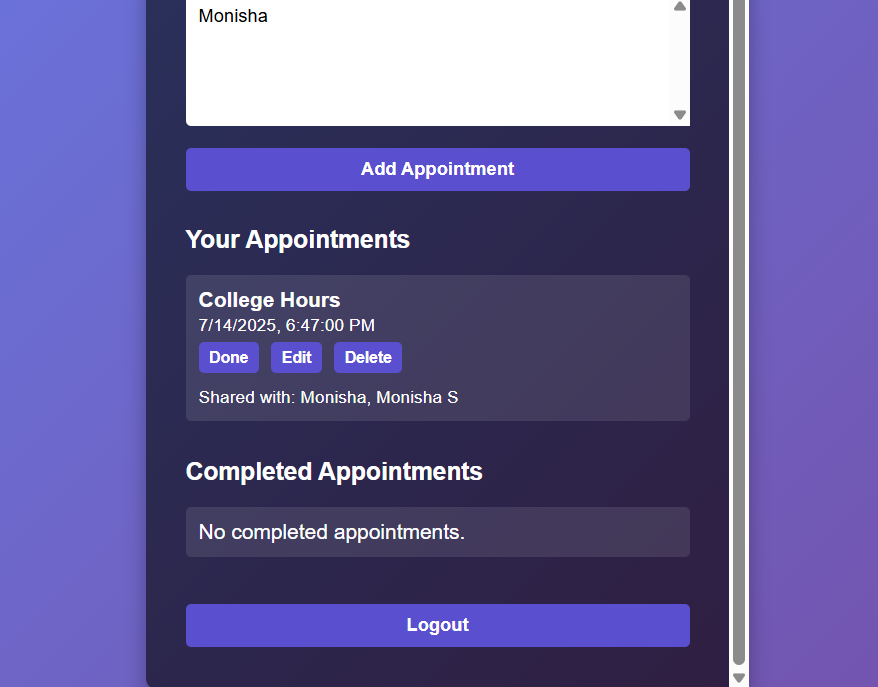 Monisha
Add Appointment
Your Appointments
College Hours
7/14/2025, 6:47:00 PM
Done Edit Delete
Shared with: Monisha, Monisha S
Completed Appointments
No completed appointments.
Logout